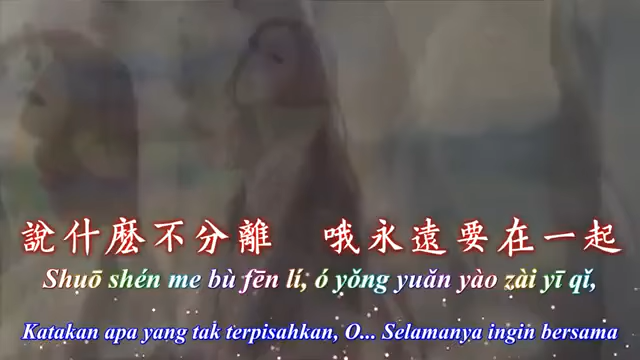 說什麼不分離 哦永遠要在一起
Shuō shén me bù fēn lí, ó yǒng yuǎn yào zài yī qǐ,
Katakan apa yang tak terpisahkan, O... Selamanya ingin bersama